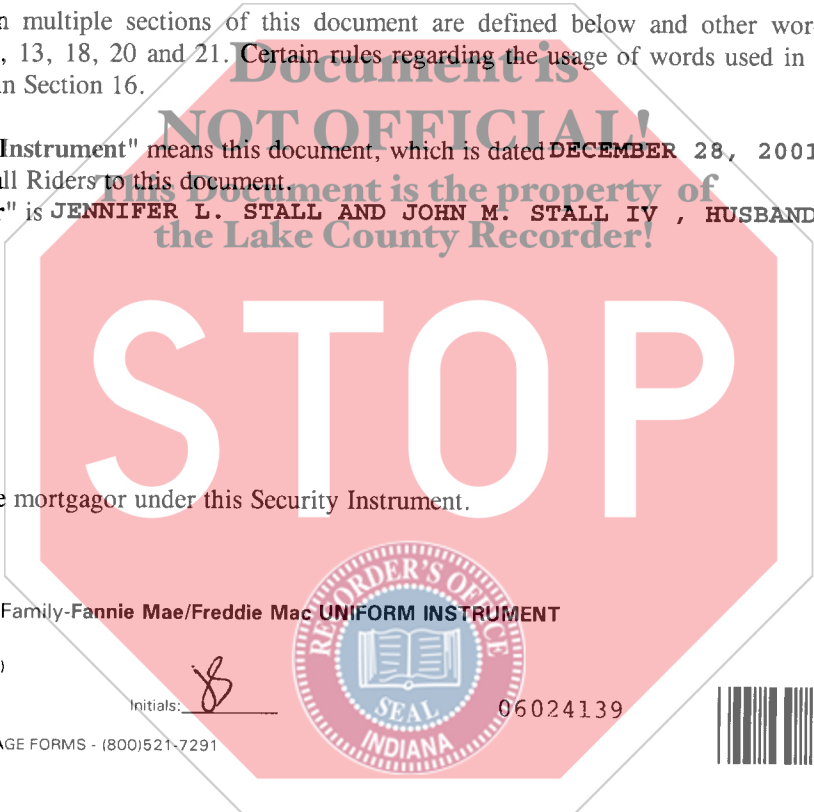 n multiple sections of this document are defined below and other wor
, 13, 18, 20 and 21. Certain rules regarding the usage of words used in
n Section 16.
Document is
NOT OFFICIAL!
This Document is the property of
the Lake County Recorder!
Instrument" means this document, which is dated DECEMBER 28, 2001
ll Riders to this document.
r" is JENNIFER L. STALL AND JOHN M. STALL IV , HUSBAND
STOP
e mortgagor under this Security Instrument.
Family-Fannie Mae/Freddie Mac UNIFORM INSTRUMENT
)
Initials:
06024139
AGE FORMS - (800)521-7291
RECORDER'S OFFICE
SEAL
INDIANA